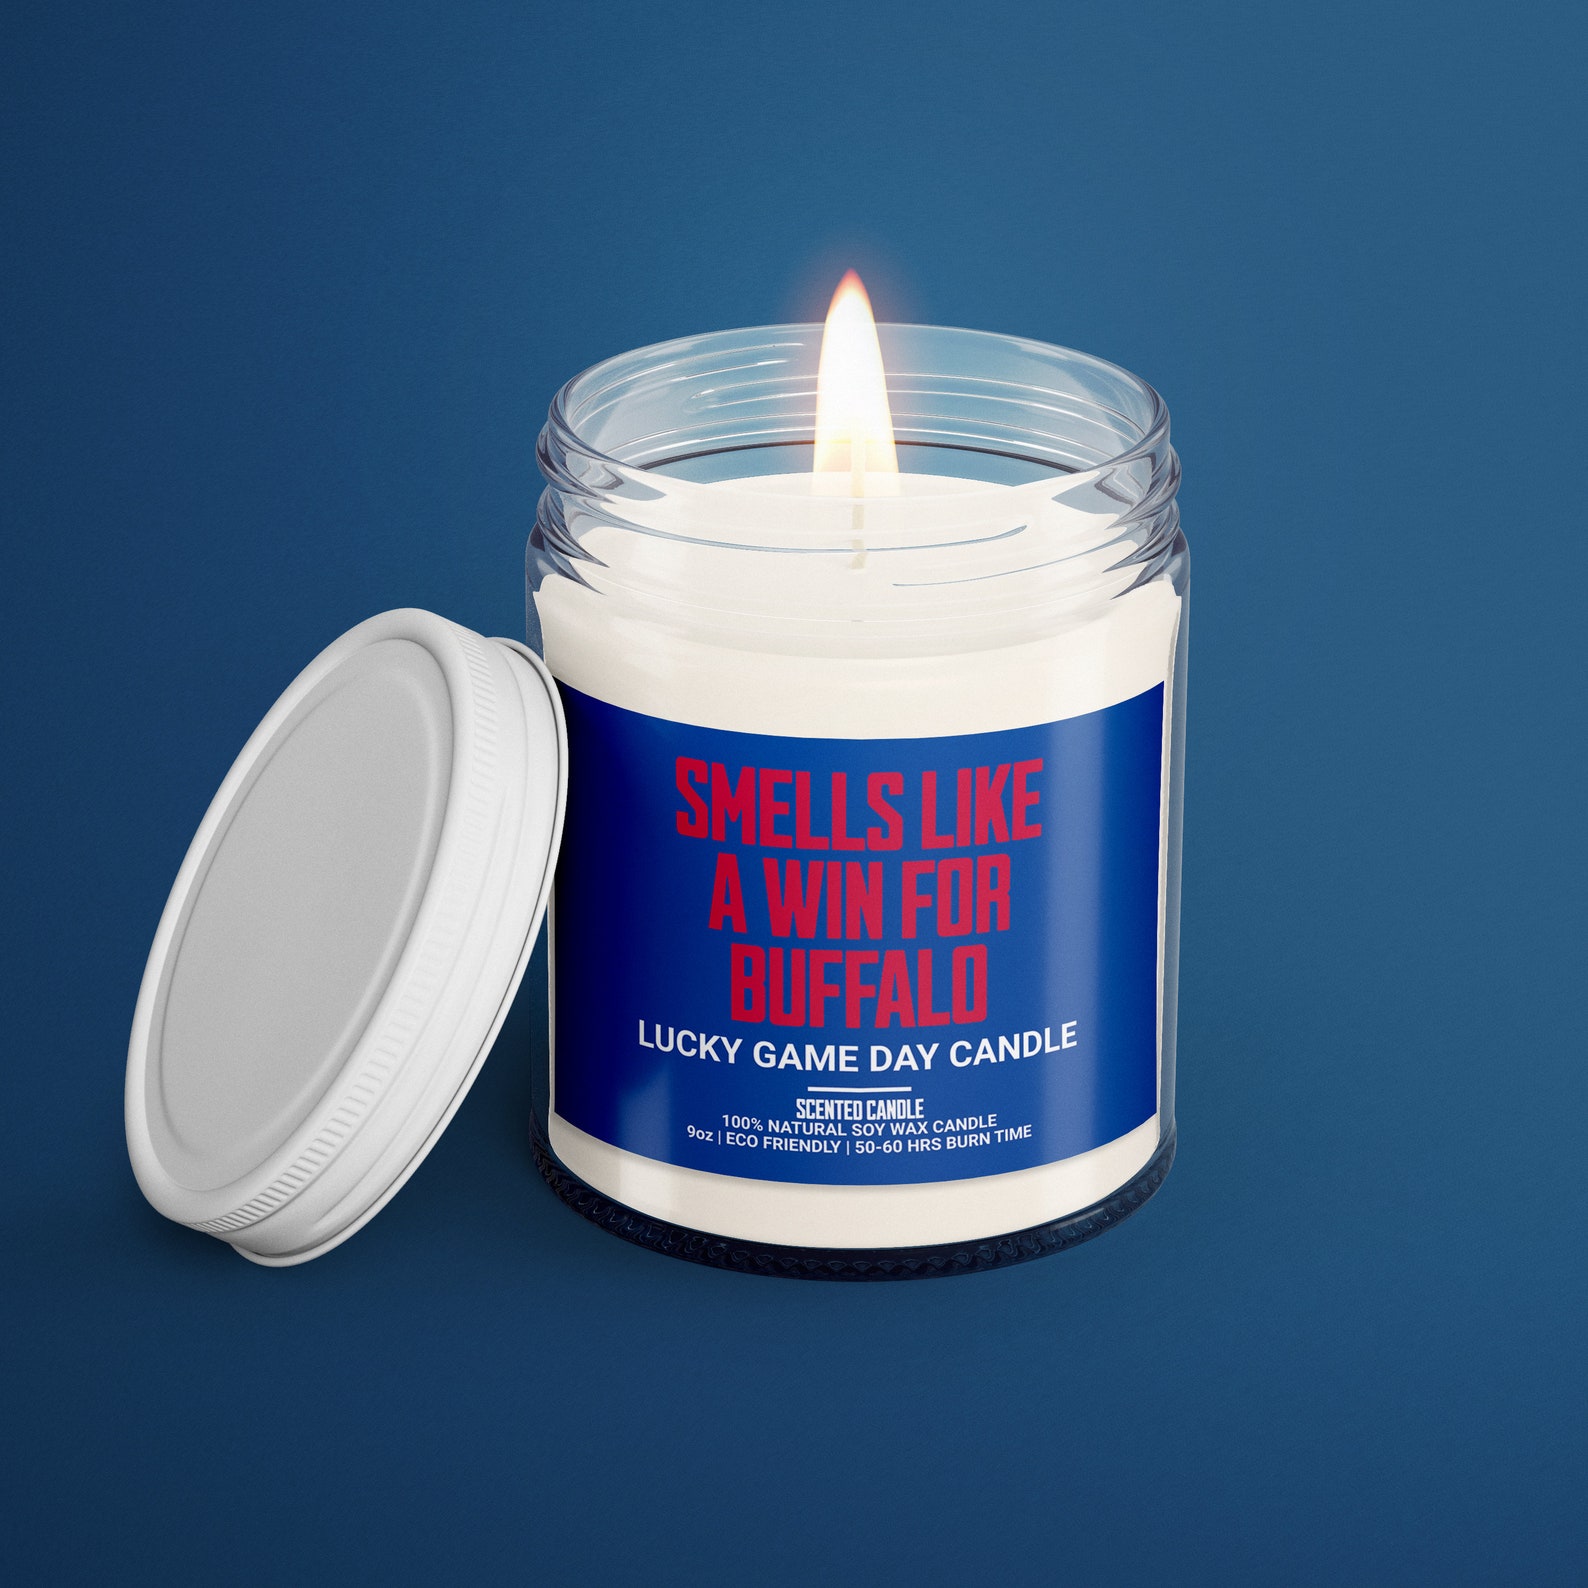 SMELLS LIKE
A WIN FOR
BUFFALO
LUCKY GAME DAY CANDLE
SCENTED CANDLE
100% NATURAL SOY WAX CANDLE
9oz | ECO FRIENDLY | 50-60 HRS BURN TIME